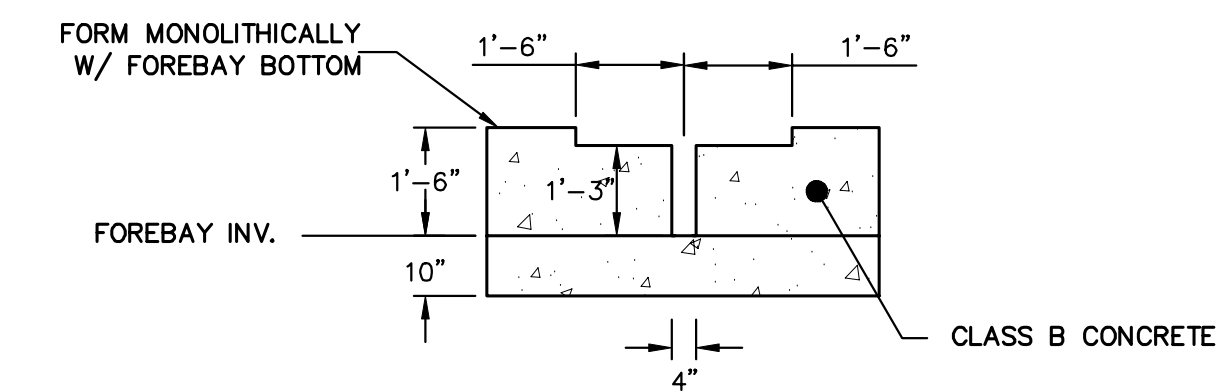 FORM MONOLITHICALLY
W/ FOREBAY BOTTOM
1'-6"
1'-6"
1'-6"
1'-3"
FOREBAY INV.
10"
CLASS B CONCRETE
4"